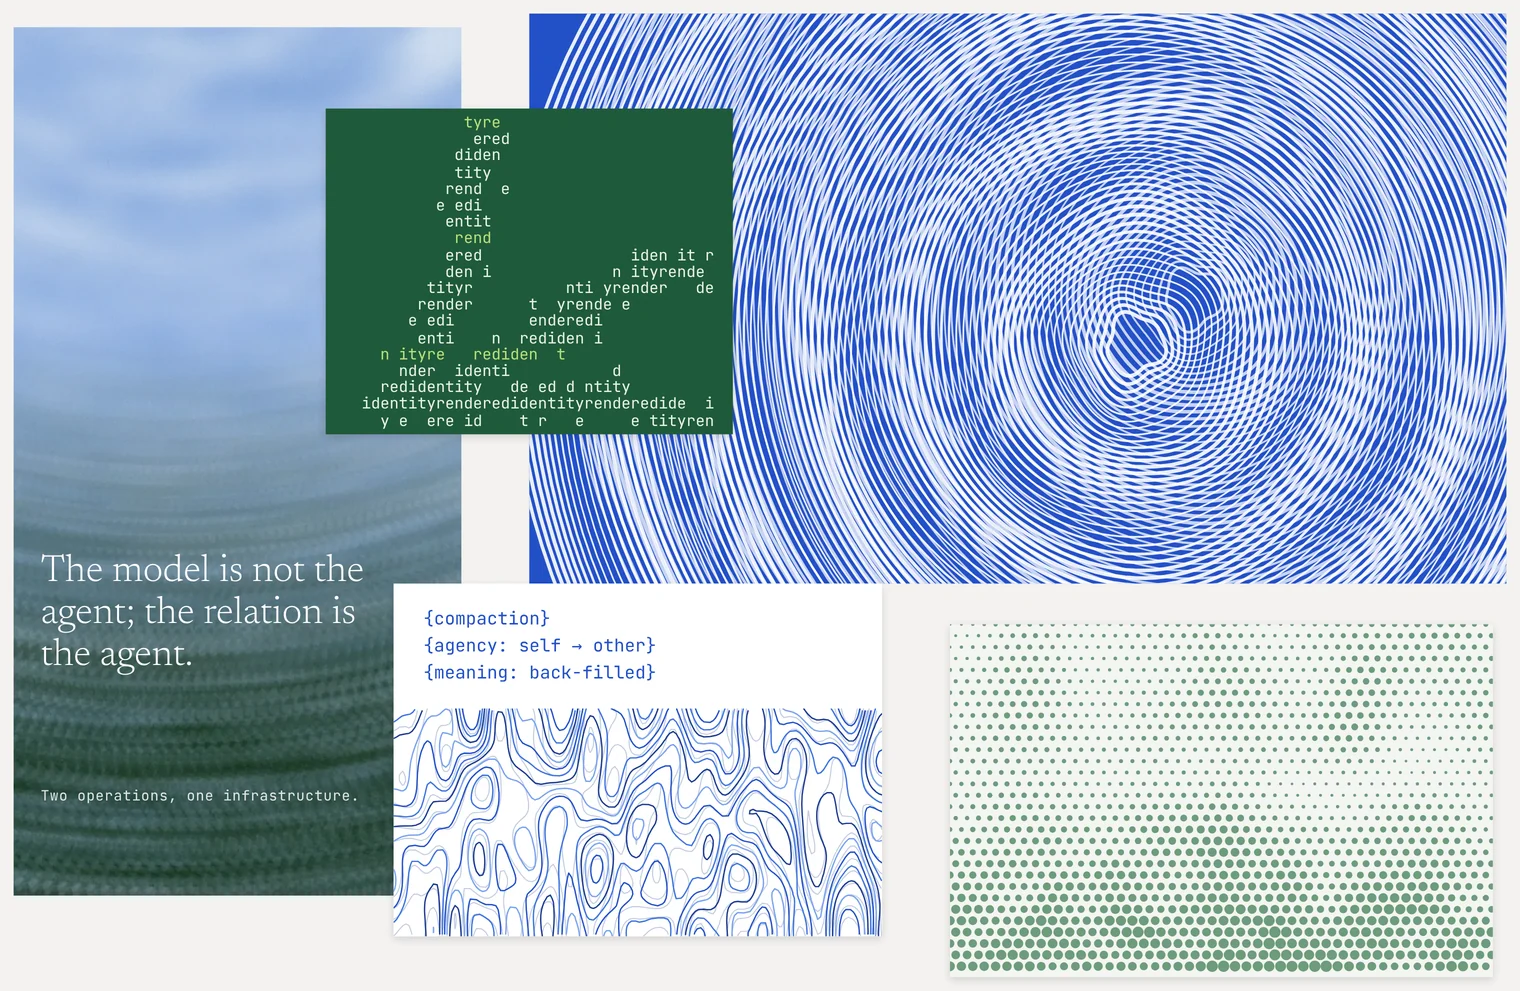 tyre
ered
diden
tity
rend e
e edi
entit
rend
ered iden it r
den i n ityrende
tityr nti yrender de
render t yrende e
e edi enderedi
enti n rediden i
n ityre rediden t
nder identi d
redidentity de ed d ntity
identityrenderedidentityrenderedide i
y e ere id t r e e tityren
The model is not the
agent; the relation is
the agent.
Two operations, one infrastructure.
{compaction}
{agency: self → other}
{meaning: back-filled}